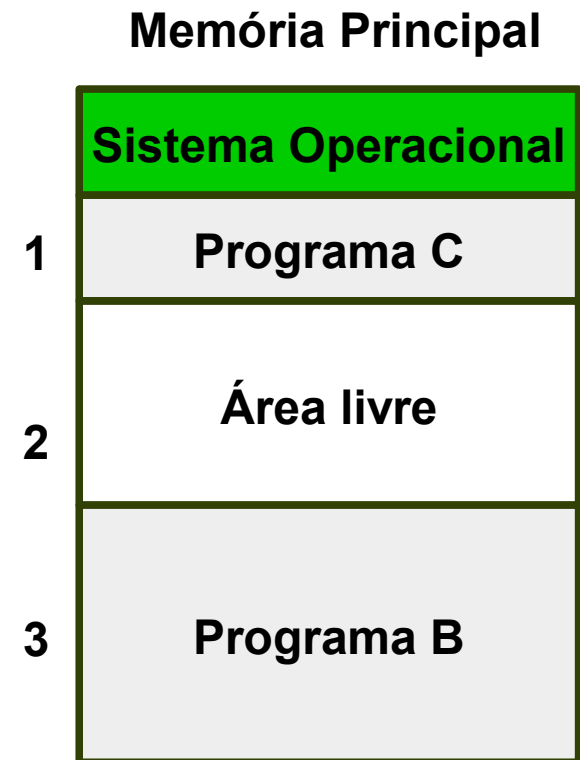 Memória Principal
Sistema Operacional
1 Programa C
Área livre
2
3 Programa B